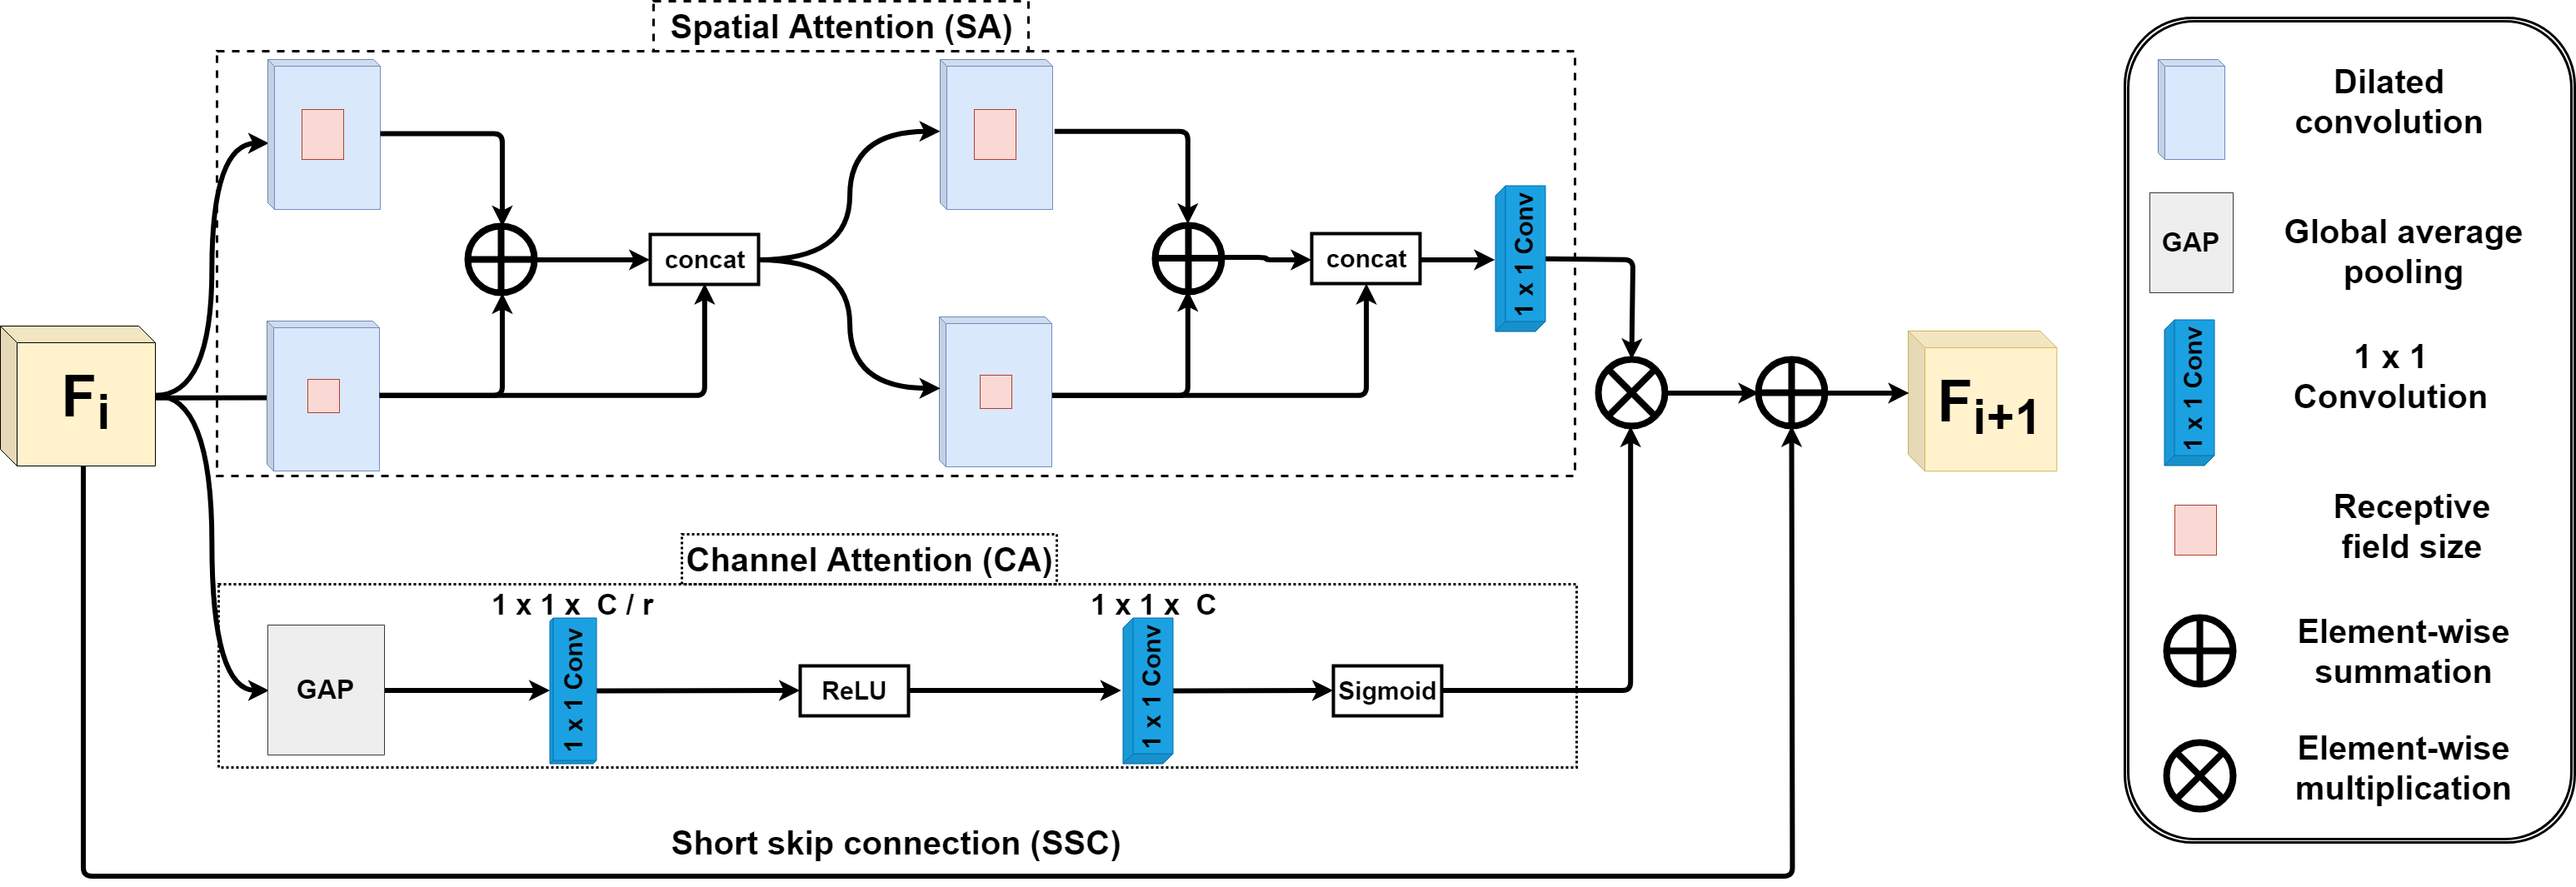 Spatial Attention (SA)
concat
concat
1 x 1 Conv
Fi
Fi+1
Channel Attention (CA)
1 x 1 x C / r
1 x 1 x C
GAP
1 x 1 Conv
ReLU
1 x 1 Conv
Sigmoid
Short skip connection (SSC)
Dilated
convolution
GAP
Global average
pooling
1 x 1 Conv
1 x 1
Convolution
Receptive
field size
Element-wise
summation
Element-wise
multiplication